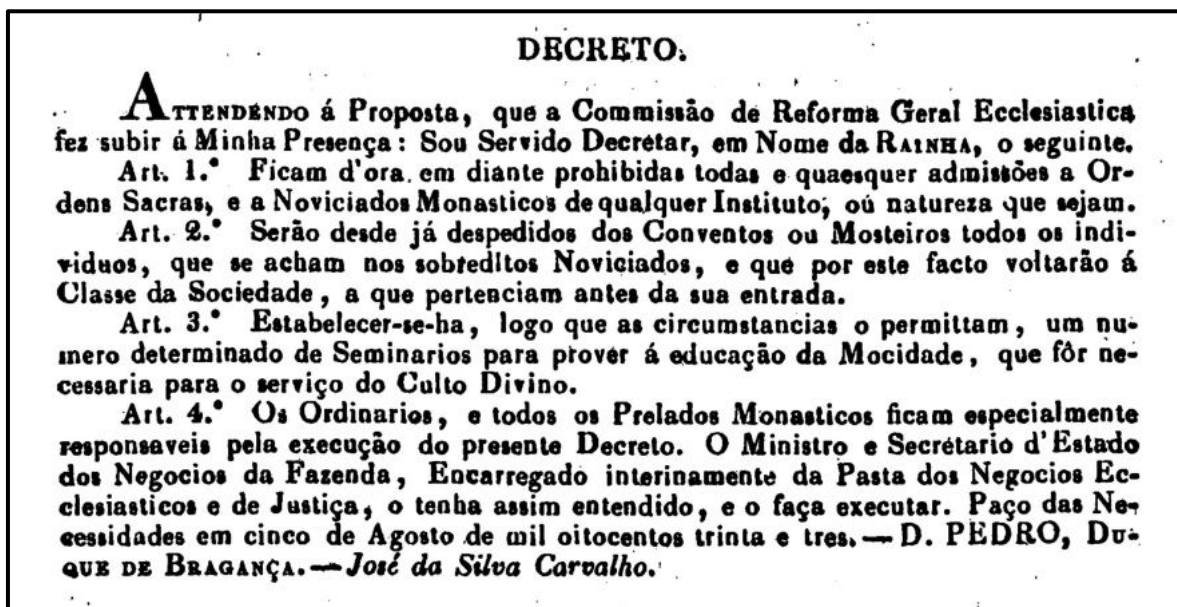 DECRETO.
ATTENDENDO á Proposta, que a Commissão de Reforma Geral Ecclesiastica
fez subir á Minha Presença: Sou Servido Decretar, em Nome da RAINHA, o seguinte.
Art. 1.º Ficam d'ora em diante prohibidas todas e quaesquer admissões a Or-
dens Sacras, e a Noviciados Monasticos de qualquer Instituto, ou natureza que sejam.
Art. 2.º Serão desde já despedidos dos Conventos ou Mosteiros todos os indi-
viduos, que se acham nos sobreditos Noviciados, e que por este facto voltarão á
Classe da Sociedade, a que pertenciam antes da sua entrada.
Art. 3.º Estabelecer-se-ha, logo que as circumstancias o permittam, um nu-
mero determinado de Seminarios para prover á educação da Mocidade, que fôr ne-
cessaria para o serviço do Culto Divino.
Art. 4.º Os Ordinarios, e todos os Prelados Monasticos ficam especialmente
responsaveis pela execução do presente Decreto. O Ministro e Secretario d'Estado
dos Negocios da Fazenda, Encarregado interinamente da Pasta dos Negocios Ec-
clesiasticos e de Justiça, o tenha assim entendido, e o faça executar. Paço das Ne-
cessidades em cinco de Agosto de mil oitocentos trinta e tres. — D. PEDRO, DU-
QUE DE BRAGANÇA. — José da Silva Carvalho.